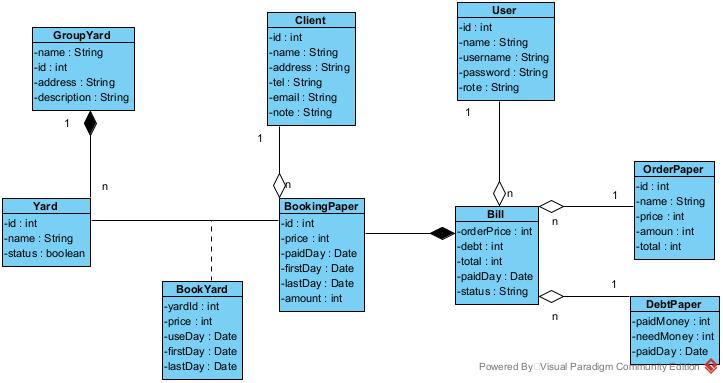 GroupYard
-name : String
-id : int
-address : String
-description : String
1
n
Client
-id : int
-name : String
-address : String
-tel : String
-email : String
-note : String
1
n
User
-id : int
-name : String
-username : String
-password : String
-rote : String
1
n
Yard
-id : int
-name : String
-status : boolean
BookingPaper
-id : int
-price : int
-paidDay : Date
-firstDay : Date
-lastDay : Date
-amount : int
BookYard
-yardId : int
-price : int
-useDay : Date
-firstDay : Date
-lastDay : Date
Bill
-orderPrice : int
-debt : int
-total : int
-paidDay : Date
-status : String
n
1
OrderPaper
-id : int
-name : String
-price : int
-amoun : int
-total : int
n
1
DebtPaper
-paidMoney : int
-needMoney : int
-paidDay : Date
Powered By Visual Paradigm Community Edition